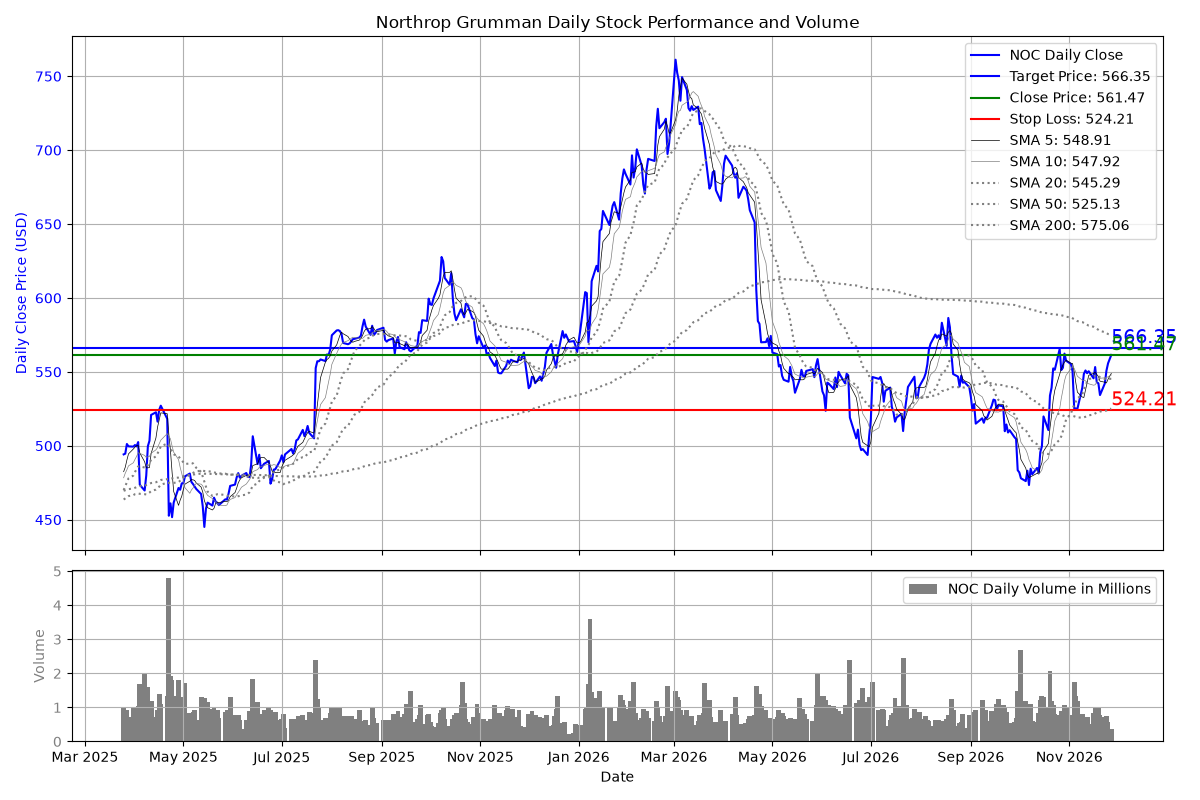 Northrop Grumman Daily Stock Performance and Volume
Daily Close Price (USD)
750
700
650
600
550
500
450
NOC Daily Close
Target Price: 566.35
Close Price: 561.47
Stop Loss: 524.21
SMA 5: 548.91
SMA 10: 547.92
SMA 20: 545.29
SMA 50: 525.13
SMA 200: 575.06
566.35
561.47
524.21
Volume
5
4
3
2
1
0
NOC Daily Volume in Millions
Mar 2025
May 2025
Jul 2025
Sep 2025
Nov 2025
Jan 2026
Mar 2026
May 2026
Jul 2026
Sep 2026
Nov 2026
Date